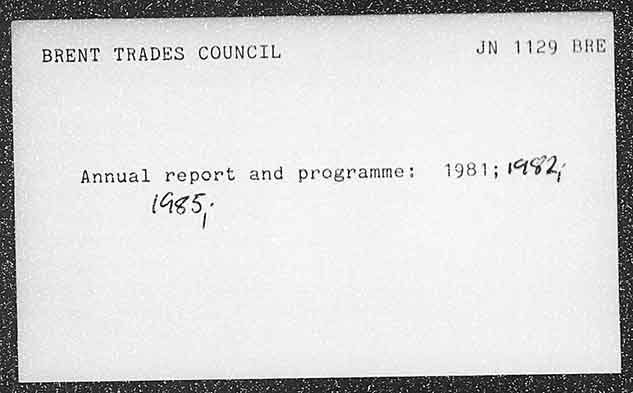 BRENT TRADES COUNCIL JN 1129 BRE
Annual report and programme: 1981; 1982;
1985;